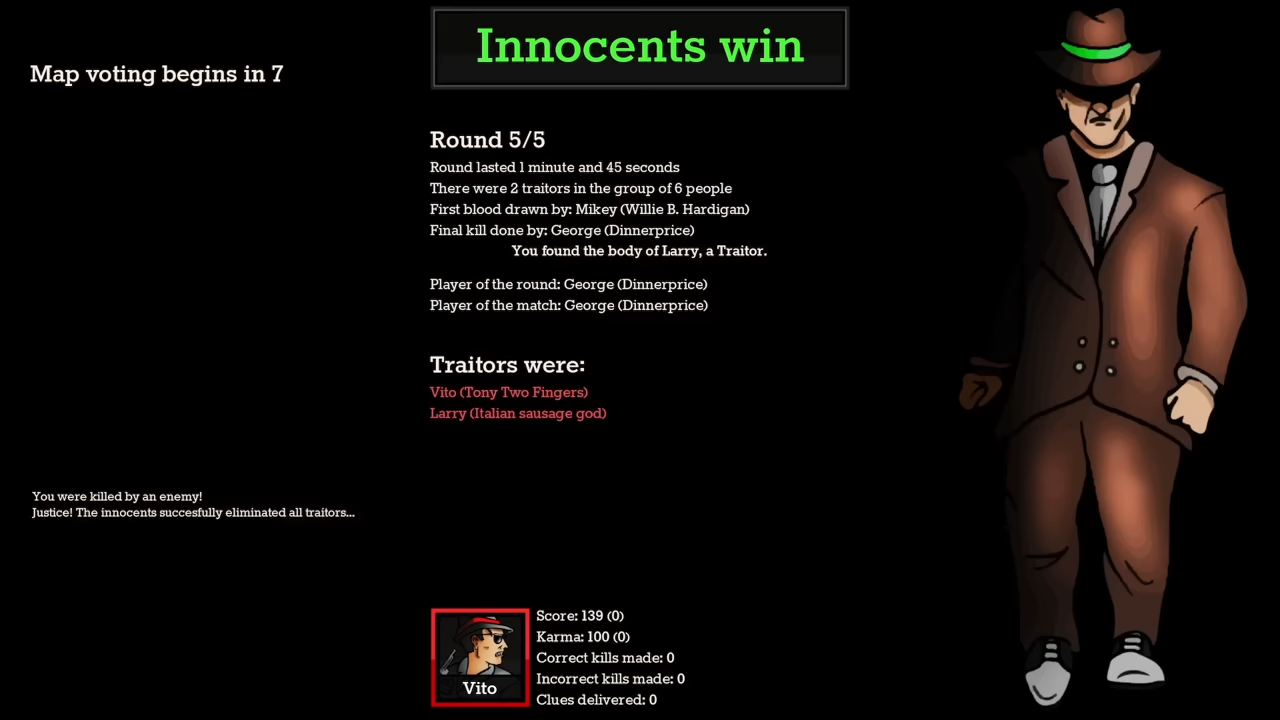 Innocents win
Map voting begins in 7
Round 5/5
Round lasted 1 minute and 45 seconds
There were 2 traitors in the group of 6 people
First blood drawn by: Mikey (Willie B. Hardigan)
Final kill done by: George (Dinnerprice)
You found the body of Larry, a Traitor.
Player of the round: George (Dinnerprice)
Player of the match: George (Dinnerprice)
Traitors were:
Vito (Tony Two Fingers)
Larry (Italian sausage god)
You were killed by an enemy!
Justice! The innocents succesfully eliminated all traitors...
Score: 139 (0)
Karma: 100 (0)
Correct kills made: 0
Incorrect kills made: 0
Clues delivered: 0
Vito